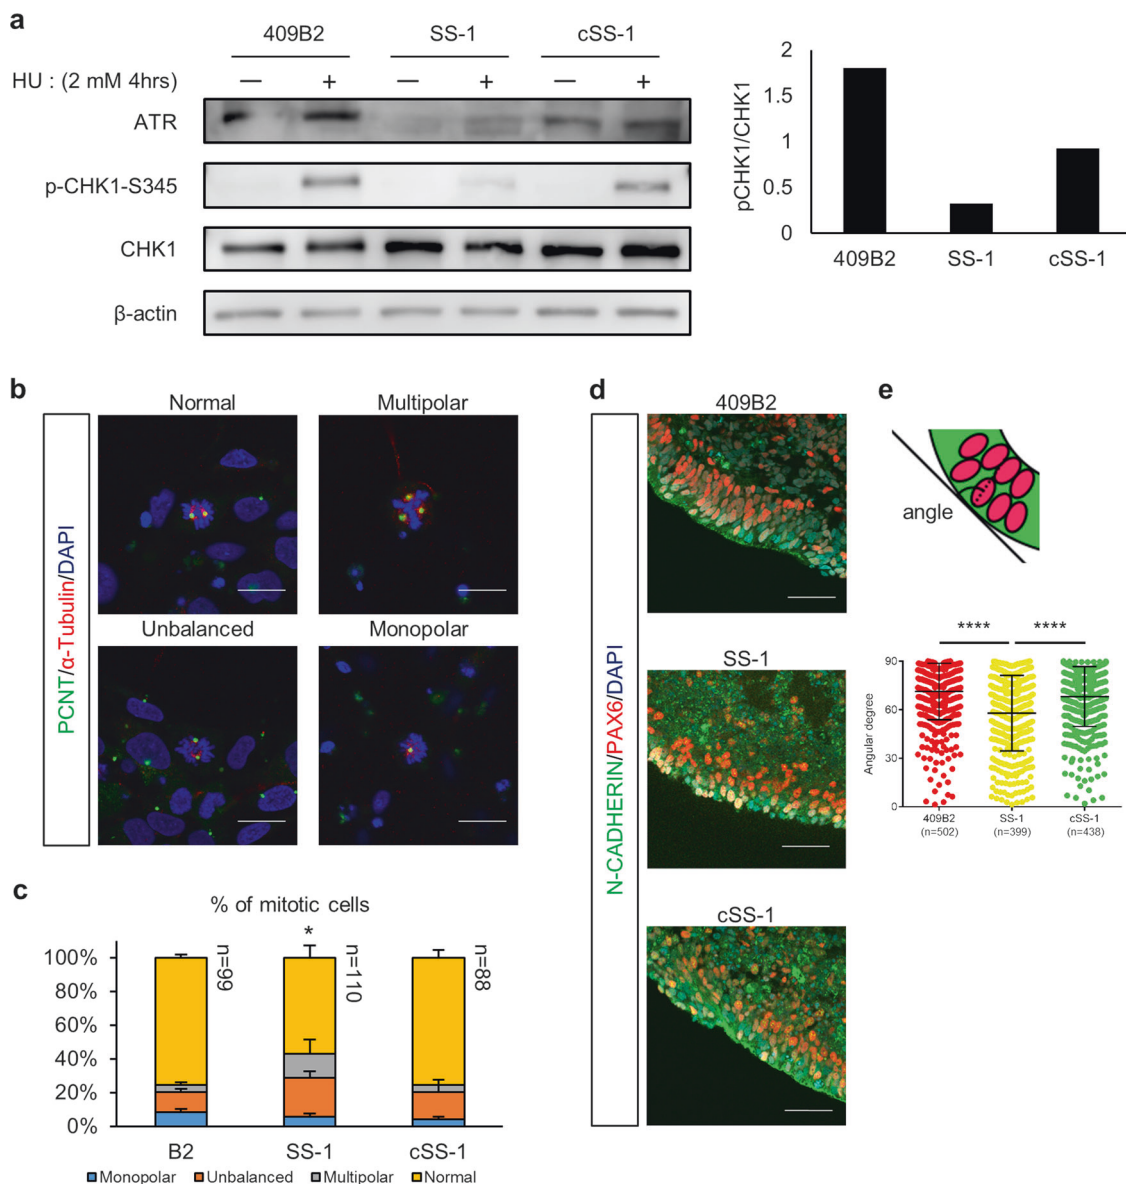 a
409B2 SS-1 cSS-1
HU : (2 mM 4hrs) — + — + — +
ATR
p-CHK1-S345
CHK1
β-actin
pCHK1/CHK1
2
1.5
1
0.5
0
409B2 SS-1 cSS-1
b
PCNT/α-Tubulin/DAPI
Normal Multipolar
Unbalanced Monopolar
c
% of mitotic cells
*
100%
80%
60%
40%
20%
0%
n=99 n=110 n=88
B2 SS-1 cSS-1
Monopolar Unbalanced Multipolar Normal
d
N-CADHERIN/PAX6/DAPI
409B2
SS-1
cSS-1
e
angle
**** ****
Angular degree
90
60
30
0
409B2 SS-1 cSS-1
(n=502) (n=399) (n=438)